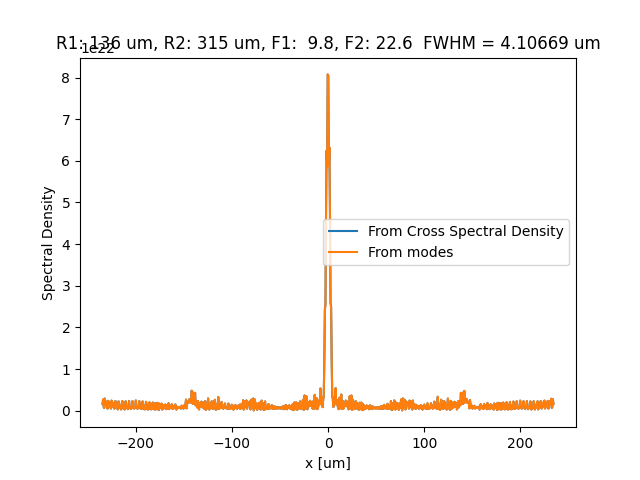 R1: 136 um, R2: 315 um, F1:  9.8, F2: 22.6  FWHM = 4.10669 um
1e22
8
7
6
5
4
3
2
1
0
Spectral Density
From Cross Spectral Density
From modes
−200
−100
0
100
200
x [um]